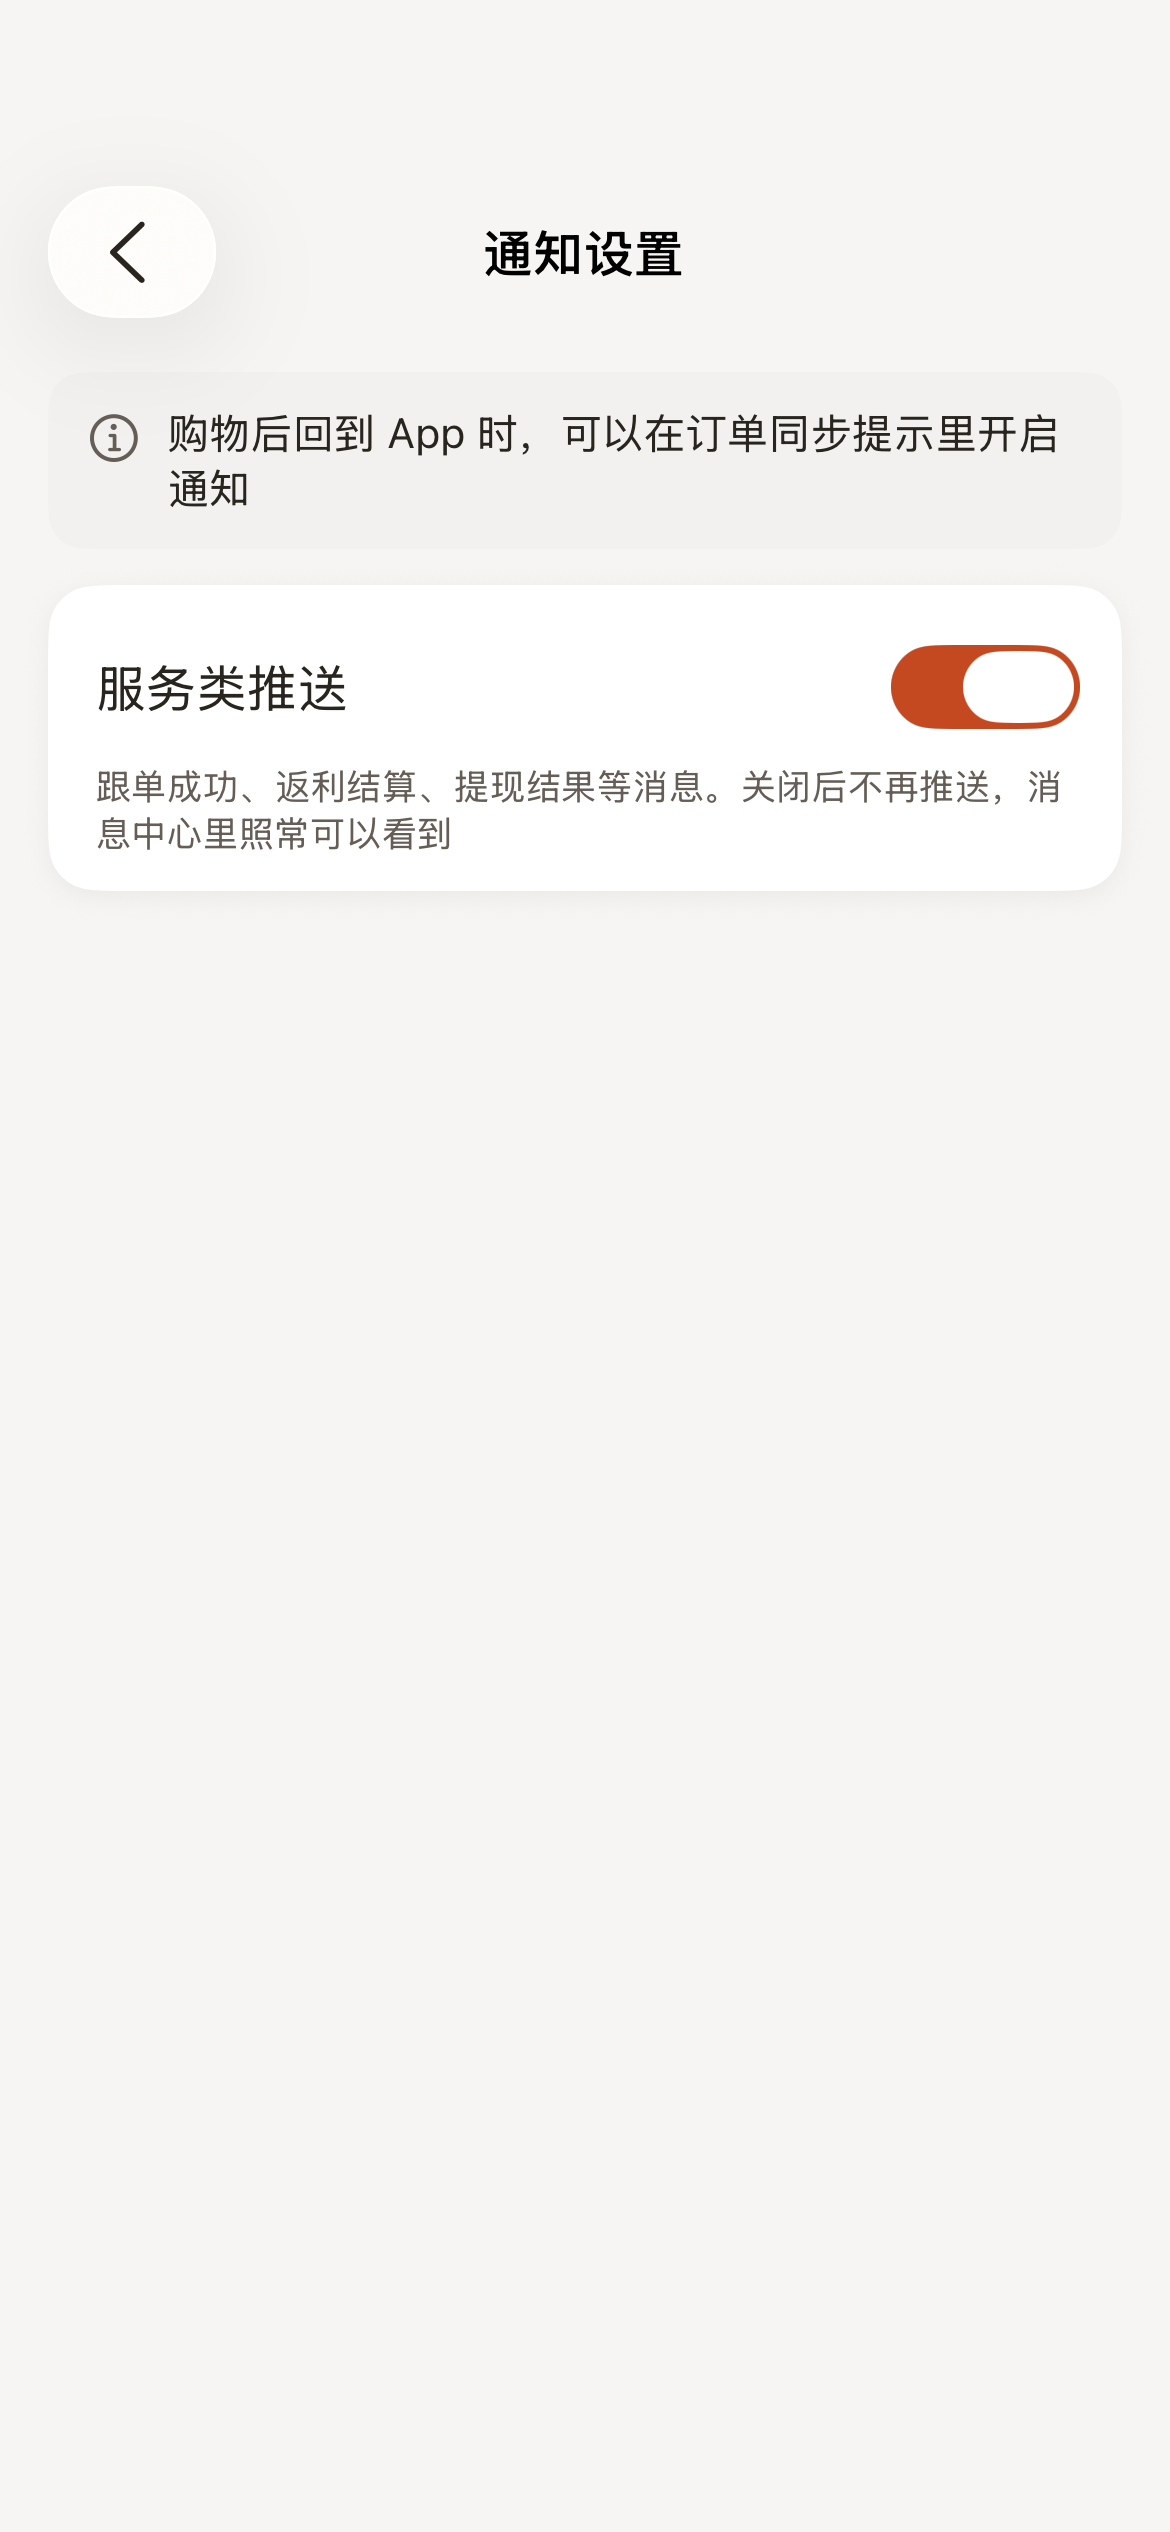 通知设置
购物后回到 App 时，可以在订单同步提示里开启
通知
服务类推送
跟单成功、返利结算、提现结果等消息。关闭后不再推送，消
息中心里照常可以看到